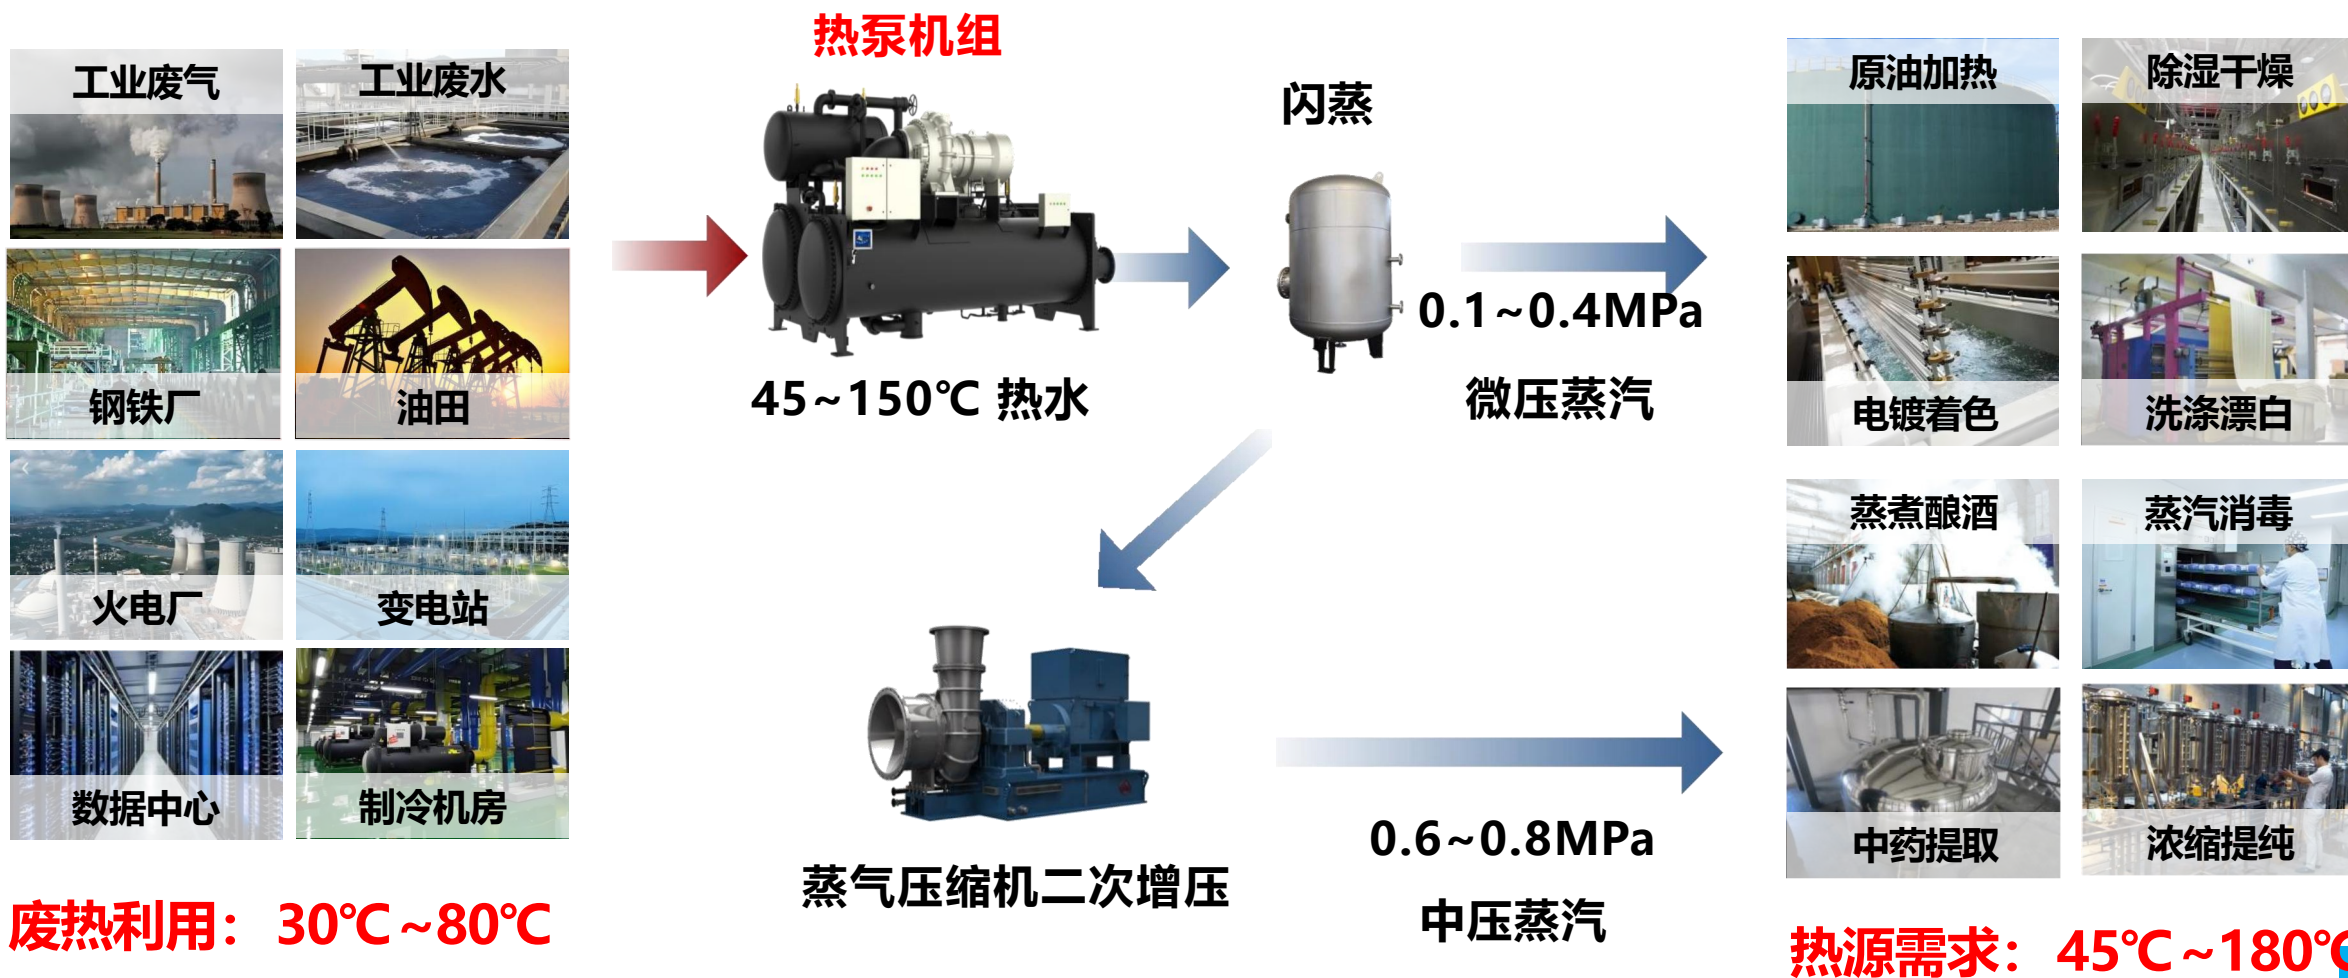 热泵机组
工业废气
工业废水
钢铁厂
油田
火电厂
变电站
数据中心
制冷机房
废热利用： 30℃~80℃
45~150℃ 热水
闪蒸
0.1~0.4MPa
微压蒸汽
蒸气压缩机二次增压
0.6~0.8MPa
中压蒸汽
原油加热
除湿干燥
电镀着色
洗涤漂白
蒸煮酿酒
蒸汽消毒
中药提取
浓缩提纯
热源需求： 45℃~180℃